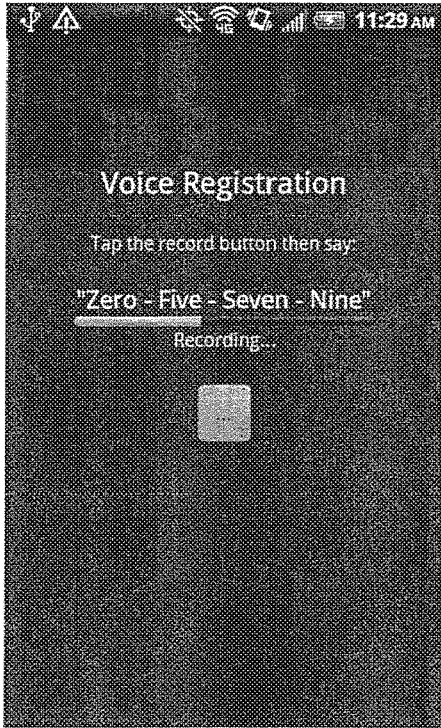 11:29 AM
Voice Registration
Tap the record button then say:
"Zero - Five - Seven - Nine"
Recording...
...